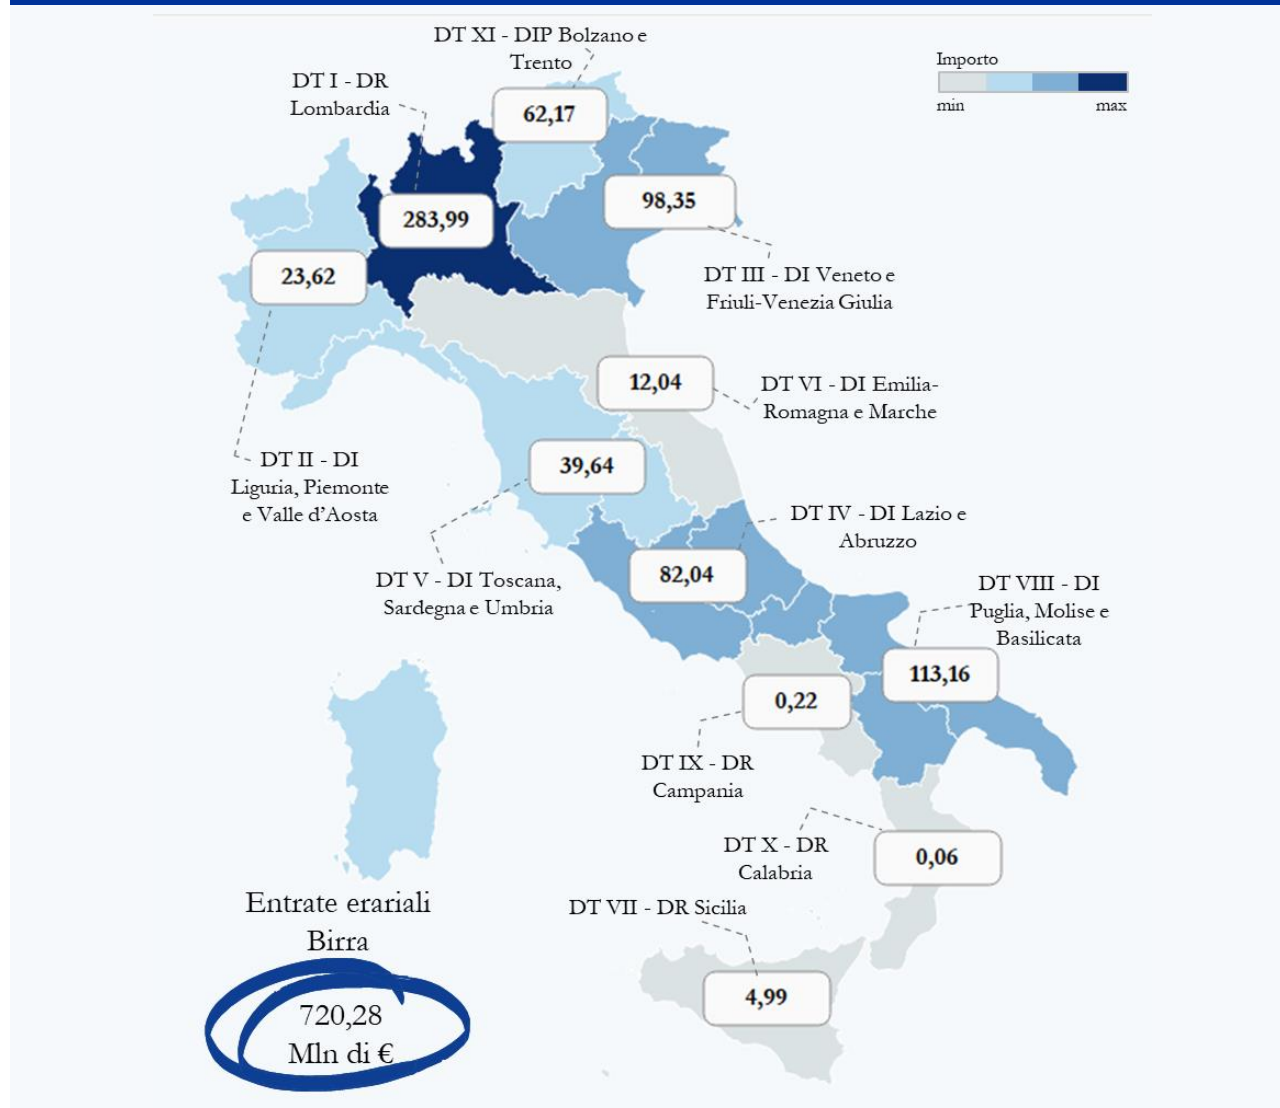 DT XI - DIP Bolzano e
Trento
DT I - DR
Lombardia
Importo
min
max
62,17
283,99
98,35
23,62
DT III - DI Veneto e
Friuli-Venezia Giulia
12,04
DT VI - DI Emilia-
Romagna e Marche
39,64
DT II - DI
Liguria, Piemonte
e Valle d'Aosta
DT IV - DI Lazio e
Abruzzo
82,04
DT V - DI Toscana,
Sardegna e Umbria
DT VIII - DI
Puglia, Molise e
Basilicata
113,16
0,22
DT IX - DR
Campania
DT X - DR
Calabria
0,06
DT VII - DR Sicilia
4,99
Entrate erariali
Birra
720,28
Mln di €